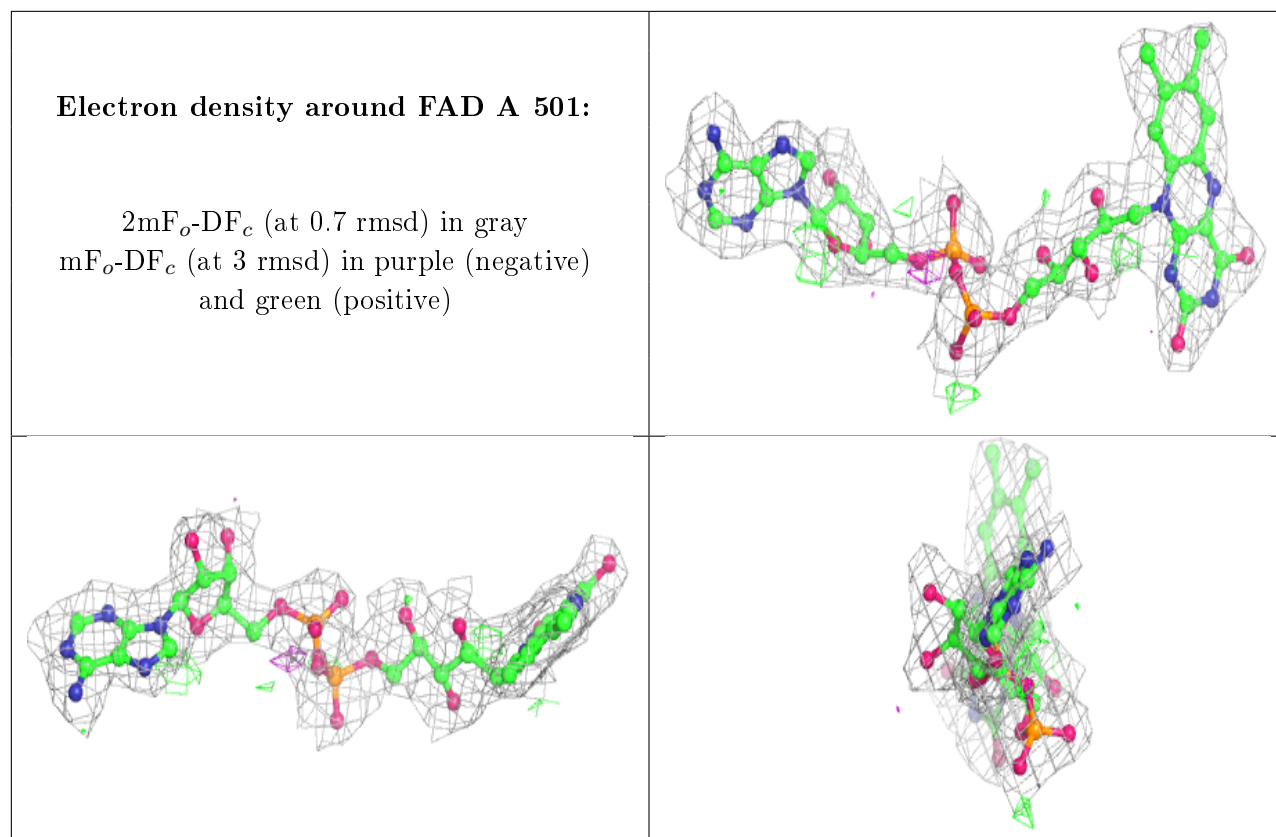 Electron density around FAD A 501:
2mFₒ-DF𝒸 (at 0.7 rmsd) in gray
mFₒ-DF𝒸 (at 3 rmsd) in purple (negative)
and green (positive)